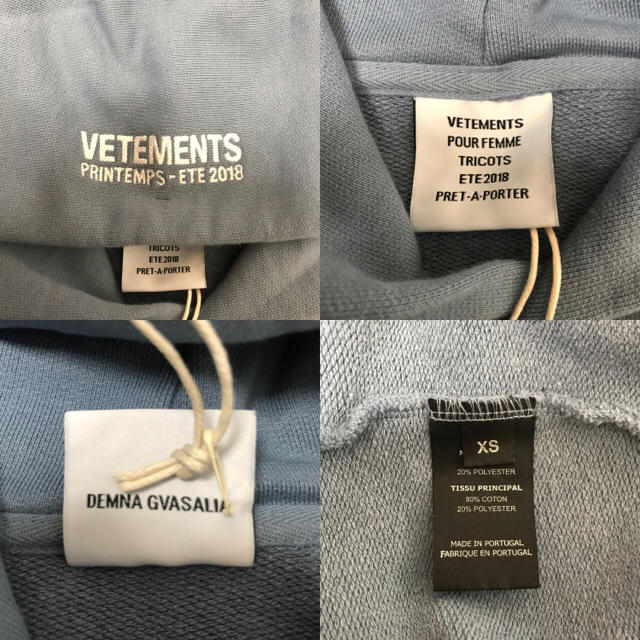 VETEMENTS
PRINTEMPS-ETE 2018
TRICOTS
ETE 2018
PRET-A-PORTER
VETEMENTS
POUR FEMME
TRICOTS
ETE 2018
PRET-A-PORTER
DEMNA GVASALIA
XS
20% POLYESTER
TISSU PRINCIPAL
80% COTON
20% POLYESTER
MADE IN PORTUGAL
FABRIQUE EN PORTUGAL